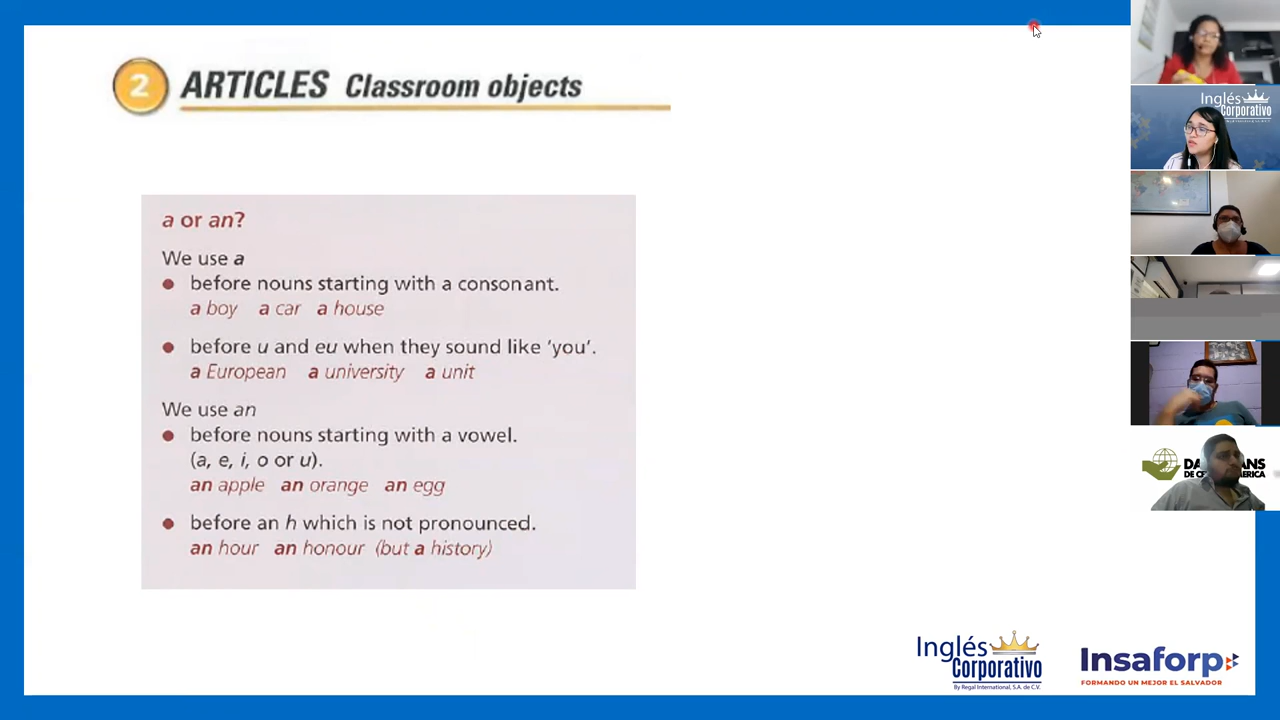 2 ARTICLES Classroom objects
a or an?
We use a
before nouns starting with a consonant.
a boy a car a house
before u and eu when they sound like 'you'.
a European a university a unit
We use an
before nouns starting with a vowel.
(a, e, i, o or u).
an apple an orange an egg
before an h which is not pronounced.
an hour an honour (but a history)
Inglés
Corporativo
By Regal International, S.A. de C.V.
Insaforp
FORMANDO UN MEJOR EL SALVADOR
Inglés
Corporativo